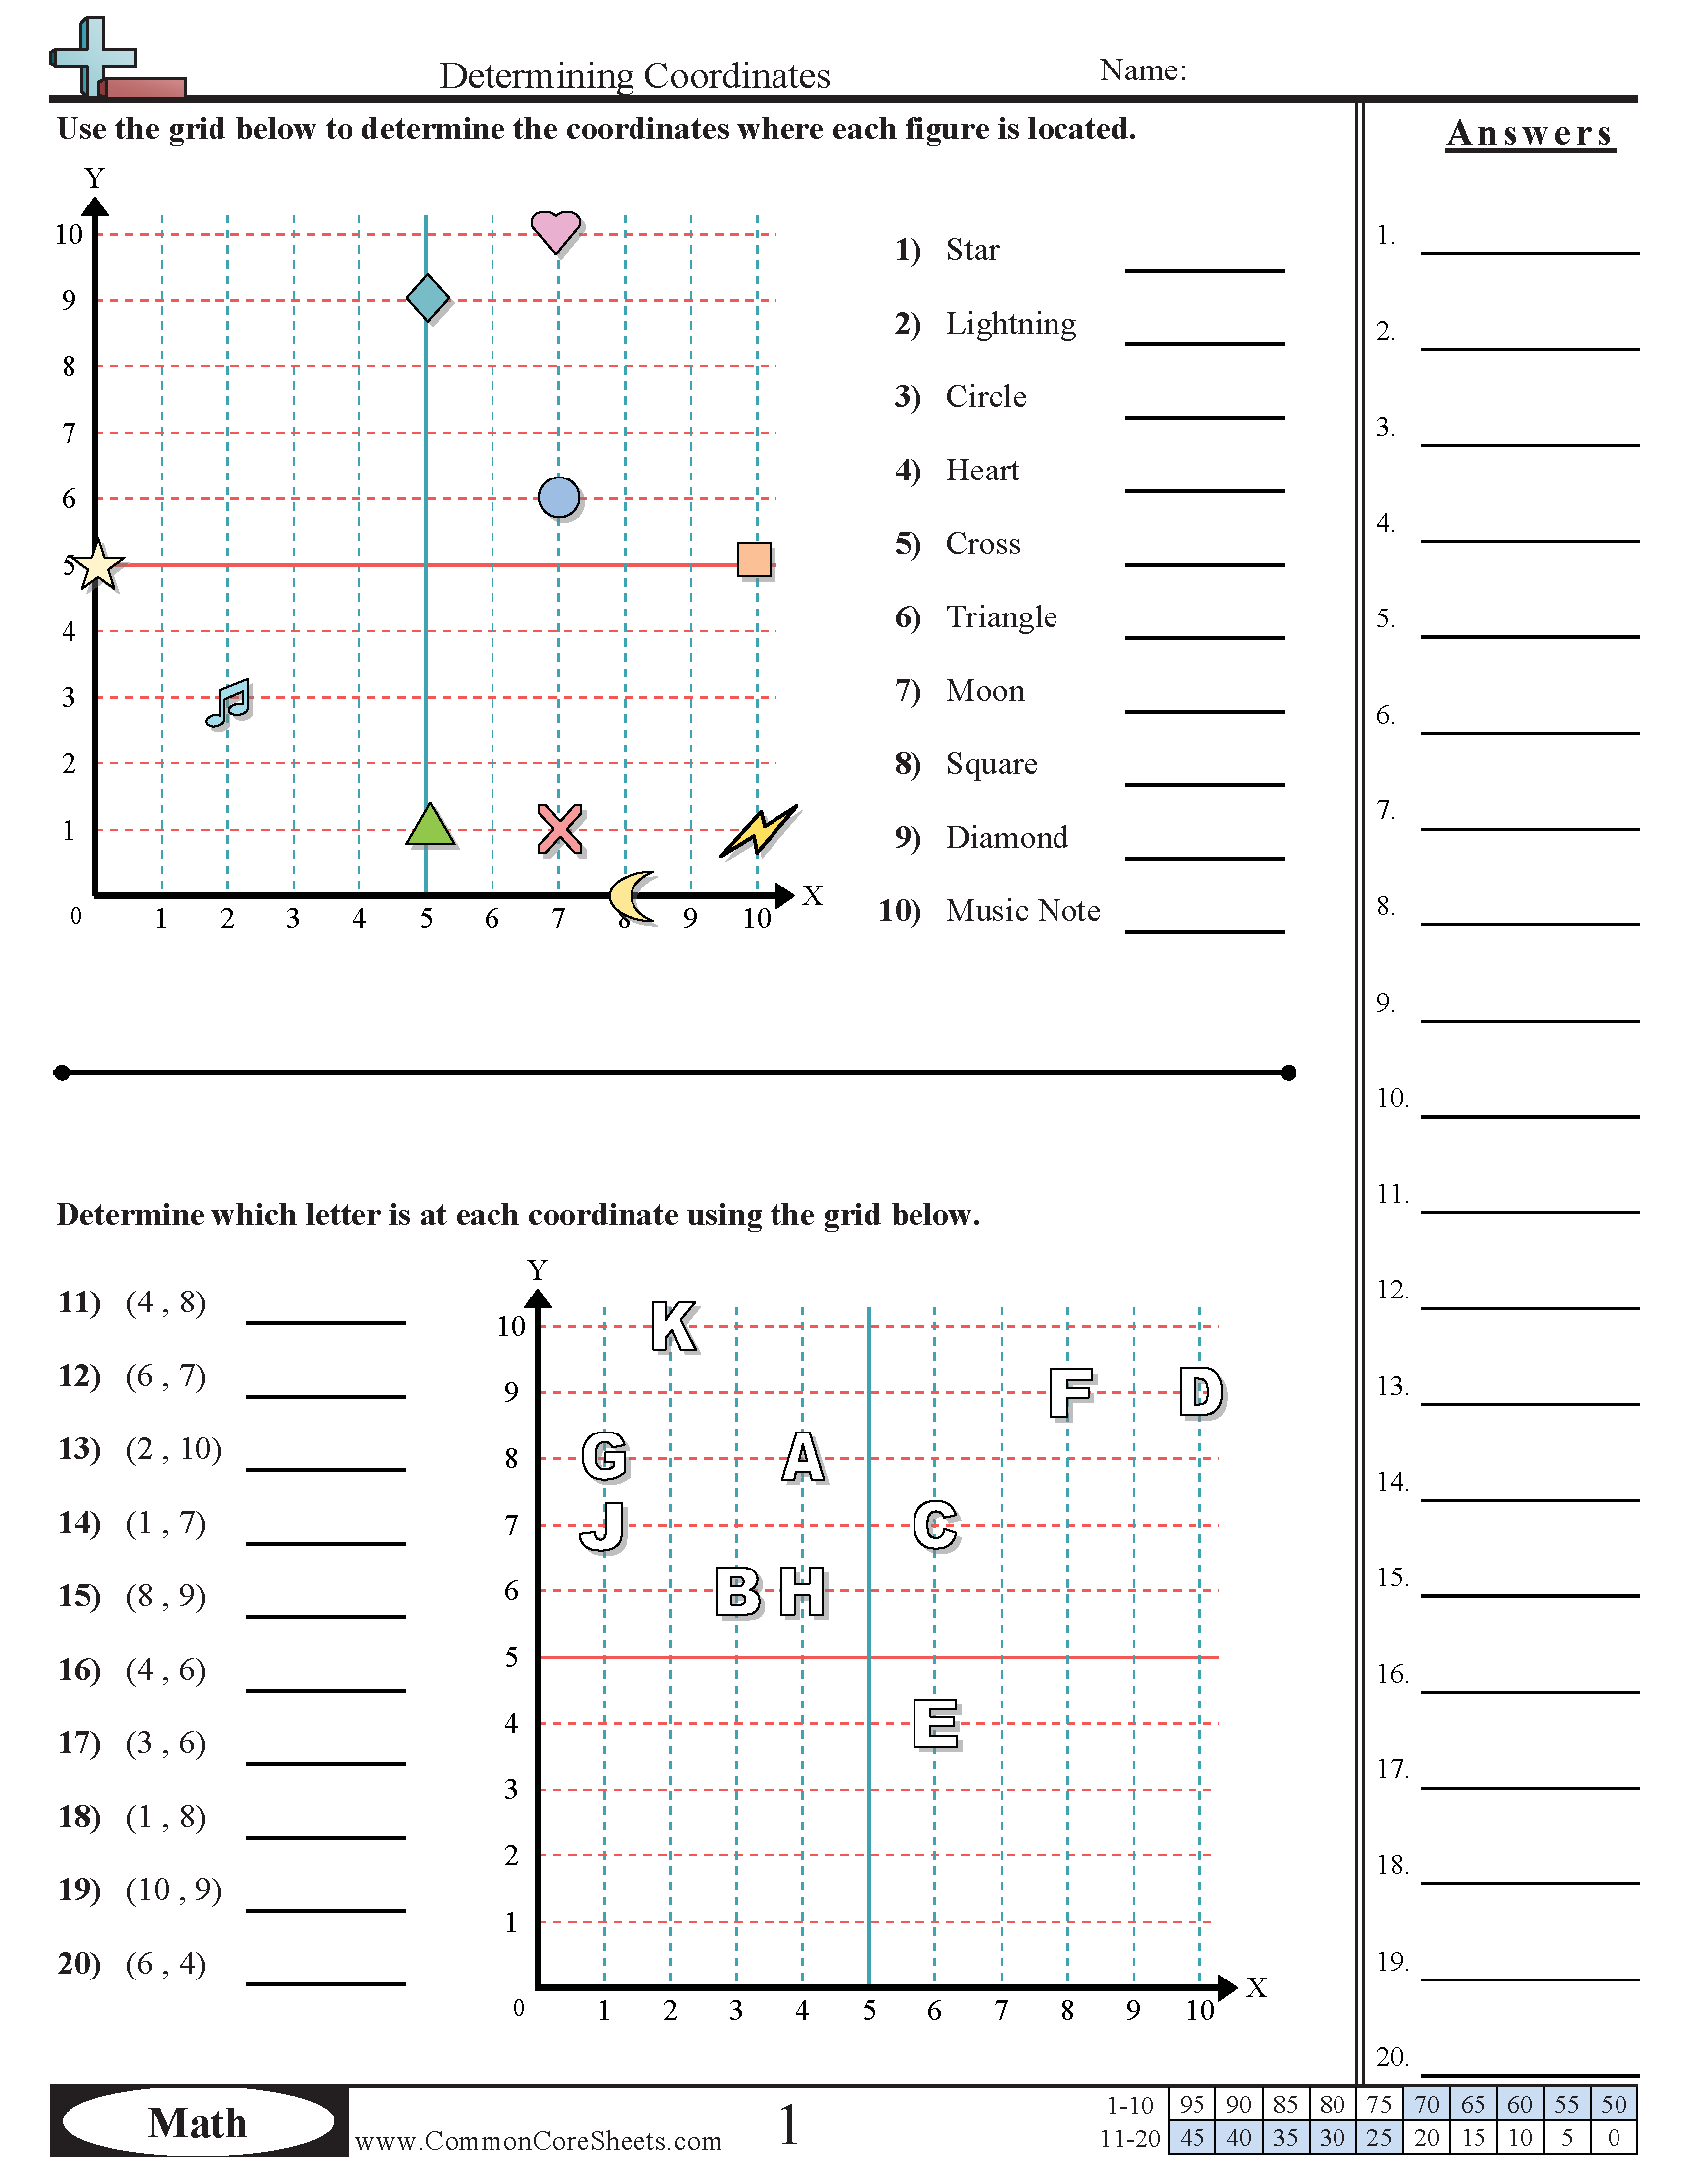 Determining Coordinates
Name:
Use the grid below to determine the coordinates where each figure is located.
Answers
Y
10
9
8
7
6
5
4
3
2
1
0
1 2 3 4 5 6 7 8 9 10
X
1) Star
2) Lightning
3) Circle
4) Heart
5) Cross
6) Triangle
7) Moon
8) Square
9) Diamond
10) Music Note
Determine which letter is at each coordinate using the grid below.
11) (4 , 8)
12) (6 , 7)
13) (2 , 10)
14) (1 , 7)
15) (8 , 9)
16) (4 , 6)
17) (3 , 6)
18) (1 , 8)
19) (10 , 9)
20) (6 , 4)
Y
10 K
9 F D
8 G A
7 J C
6 B H
5
4 E
3
2
1
0
1 2 3 4 5 6 7 8 9 10
X
1.
2.
3.
4.
5.
6.
7.
8.
9.
10.
11.
12.
13.
14.
15.
16.
17.
18.
19.
20.
Math
www.CommonCoreSheets.com
1
1-10 95 90 85 80 75 70 65 60 55 50
11-20 45 40 35 30 25 20 15 10 5 0